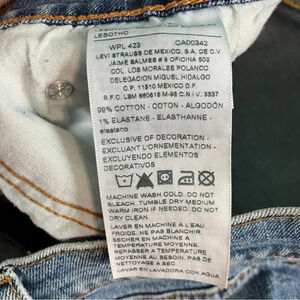 LESOTHO
LESOTHO
WPL 423 CA00342
LEVI STRAUSS DE MEXICO, S.A. DE C.V
JAIME BALMES # 8 OFICINA 602
COL. LOS MORALES POLANCO
DELEGACION MIGUEL HIDALGO
C.P. 11510 MEXICO D.F
R.F.C. LSM
99% COTTON - COTON - ALGODÓN
1% ELASTANE - ELASTHANNE -
elastano
EXCLUSIVE OF DECORATION -
EXCLUANT L'ORNEMENTATION -
EXCLUYENDO ELEMENTOS
DECORATIVOS
MACHINE WASH COLD. DO NOT
BLEACH. TUMBLE DRY MEDIUM.
WARM IRON IF NEEDED. DO NOT
DRY CLEAN.
LAVER EN MACHINE A L'EAU
FROIDE. NE PAS BLANCHIR
SECHER EN MACHINE A
TEMPERATURE MOYENNE
REPASSER A TEMPERATURE
MOYENNE AU BESOIN. PAS DE
NETTOYAGE A SEC.
LAVAR EN LAVADORA CON AGUA